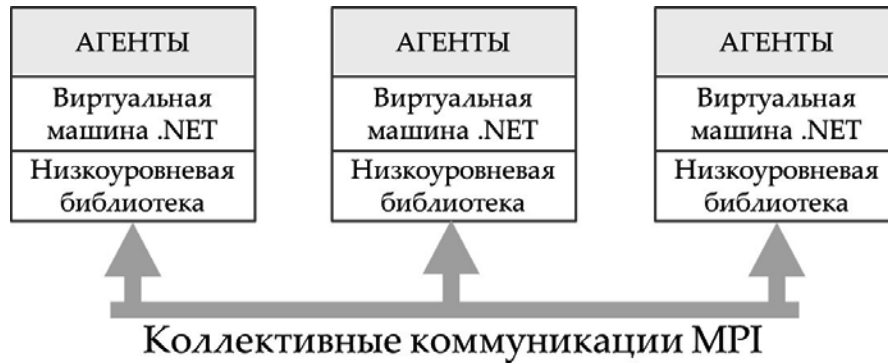 АГЕНТЫ
Виртуальная
машина .NET
Низкоуровневая
библиотека
АГЕНТЫ
Виртуальная
машина .NET
Низкоуровневая
библиотека
АГЕНТЫ
Виртуальная
машина .NET
Низкоуровневая
библиотека
Коллективные коммуникации MPI